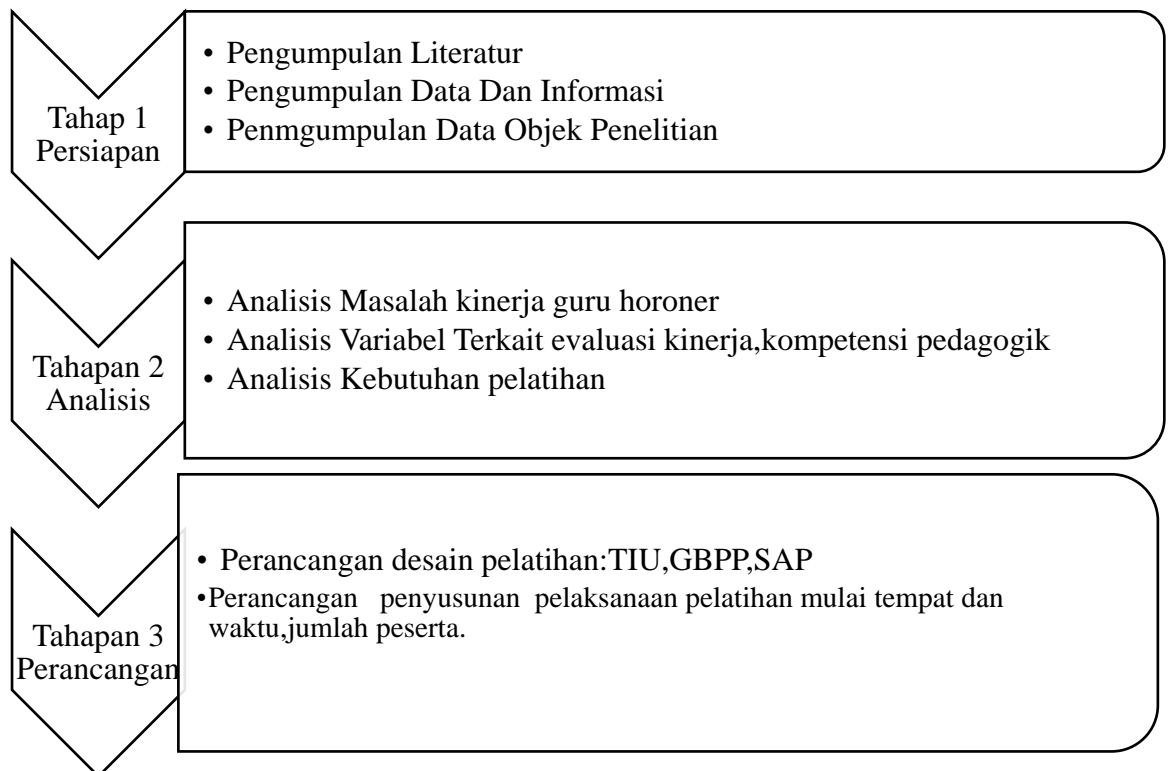 Tahap 1
Persiapan
• Pengumpulan Literatur
• Pengumpulan Data Dan Informasi
• Penmgumpulan Data Objek Penelitian
Tahapan 2
Analisis
• Analisis Masalah kinerja guru horoner
• Analisis Variabel Terkait evaluasi kinerja,kompetensi pedagogik
• Analisis Kebutuhan pelatihan
Tahapan 3
Perancangan
• Perancangan desain pelatihan:TIU,GBPP,SAP
•Perancangan penyusunan pelaksanaan pelatihan mulai tempat dan
waktu,jumlah peserta.